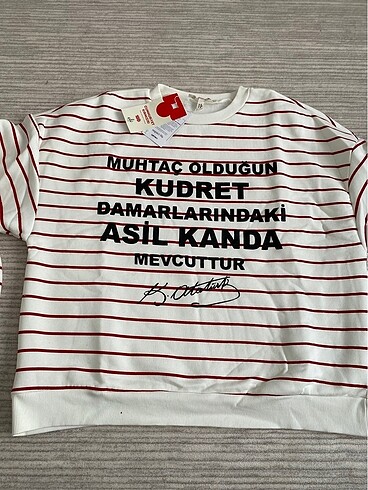 MUHTAÇ OLDUĞUN
KUDRET
DAMARLARINDAKİ
ASİL KANDA
MEVCUTTUR
K. Atatürk